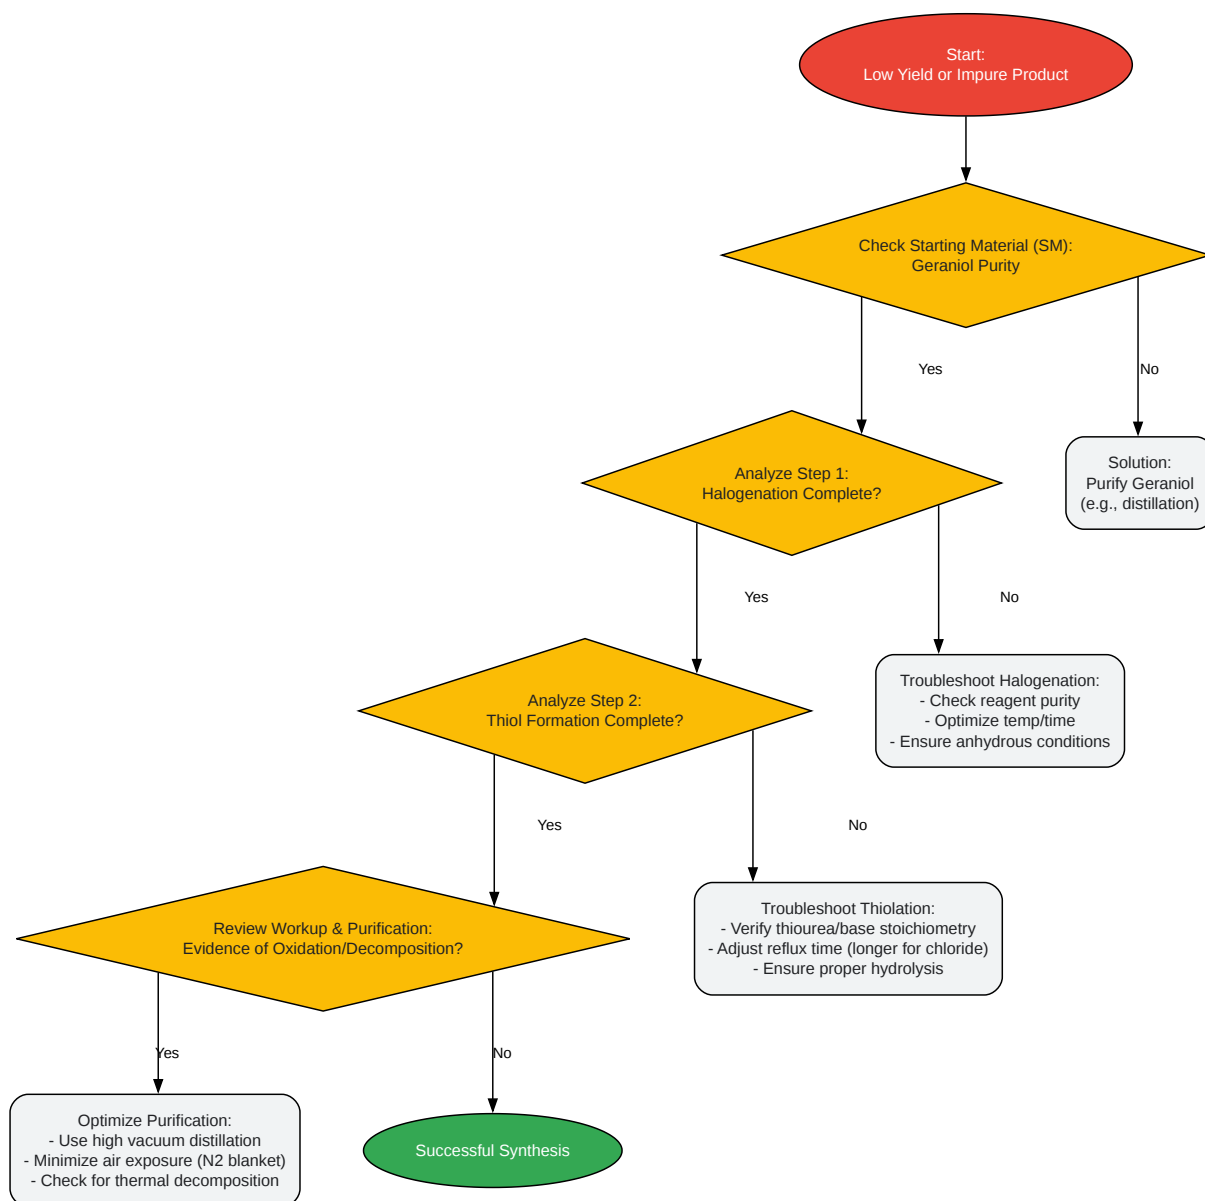 Start:
Low Yield or Impure Product
Check Starting Material (SM):
Geraniol Purity
Yes
No
Analyze Step 1:
Halogenation Complete?
Solution:
Purify Geraniol
(e.g., distillation)
Yes
No
Analyze Step 2:
Thiol Formation Complete?
Troubleshoot Halogenation:
- Check reagent purity
- Optimize temp/time
- Ensure anhydrous conditions
Yes
No
Review Workup & Purification:
Evidence of Oxidation/Decomposition?
Troubleshoot Thiolation:
- Verify thiourea/base stoichiometry
- Adjust reflux time (longer for chloride)
- Ensure proper hydrolysis
Yes
No
Optimize Purification:
- Use high vacuum distillation
- Minimize air exposure (N2 blanket)
- Check for thermal decomposition
Successful Synthesis